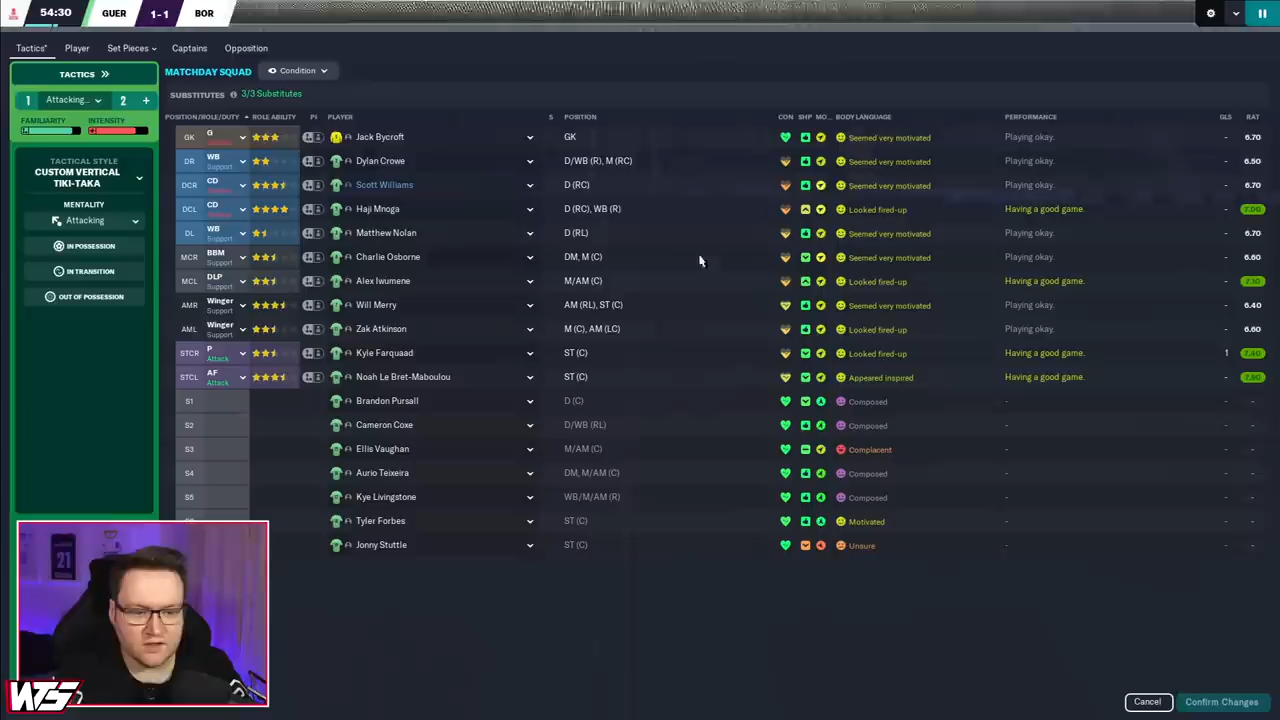 54:30 GUER 1-1 BOR
Tactics* Player Set Pieces Captains Opposition
TACTICS
MATCHDAY SQUAD Condition
1 Attacking... 2 +
SUBSTITUTES 3/3 Substitutes
FAMILIARITY INTENSITY
POSITION/ROLE/DUTY ROLE ABILITY PI PLAYER S POSITION CON SHP MO... BODY LANGUAGE PERFORMANCE GLS RAT
GK G Jack Bycroft GK Seemed very motivated Playing okay. - 6.70
DR WB Support Dylan Crowe D/WB (R), M (RC) Seemed very motivated Playing okay. - 6.50
DCR CD Scott Williams D (RC) Seemed very motivated Playing okay. - 6.70
DCL CD Haji Mnoga D (RC), WB (R) Looked fired-up Having a good game. - 7.00
DL WB Support Matthew Nolan D (RL) Seemed very motivated Playing okay. - 6.70
MCR BBM Support Charlie Osborne DM, M (C) Seemed very motivated Playing okay. - 6.60
MCL DLP Support Alex Iwumene M/AM (C) Looked fired-up Having a good game. - 7.10
AMR Winger Support Will Merry AM (RL), ST (C) Seemed very motivated Playing okay. - 6.40
AML Winger Support Zak Atkinson M (C), AM (LC) Looked fired-up Playing okay. - 6.60
STCR P Attack Kyle Farquaad ST (C) Looked fired-up Having a good game. 1 7.40
STCL AF Attack Noah Le Bret-Maboulou ST (C) Appeared inspired Having a good game. -
S1 Brandon Pursall D (C) Composed - - -
S2 Cameron Coxe D/WB (RL) Composed - - -
S3 Ellis Vaughan M/AM (C) Complacent - - -
S4 Aurio Teixeira DM, M/AM (C) Composed - - -
S5 Kye Livingstone WB/M/AM (R) Composed - - -
Tyler Forbes ST (C) Motivated - - -
Jonny Stuttle ST (C) Unsure - - -
TACTICAL STYLE
CUSTOM VERTICAL
TIKI-TAKA
MENTALITY
Attacking
IN POSSESSION
IN TRANSITION
OUT OF POSSESSION
21
WTS
Cancel Confirm Changes